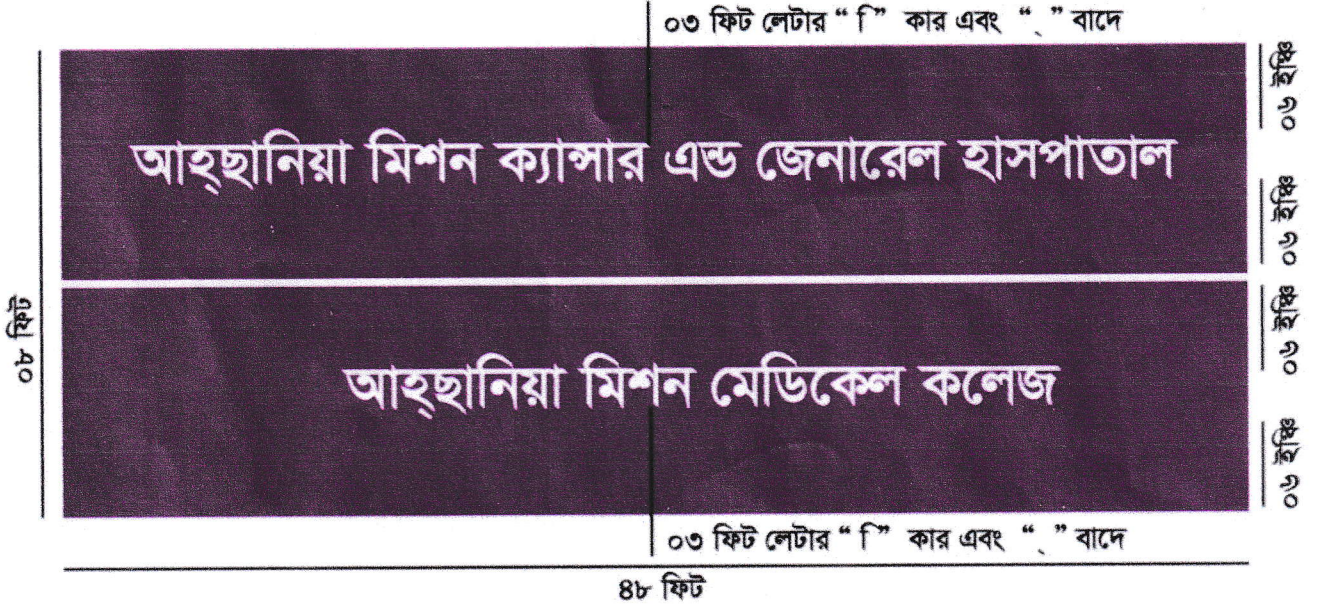 ০৩ ফিট লেটার “ ি” কার এবং “ ্ ” বাদে
০৬ ইঞ্চি
আহ্ছানিয়া মিশন ক্যান্সার এন্ড জেনারেল হাসপাতাল
০৬ ইঞ্চি
০৮ ফিট
০৬ ইঞ্চি
আহ্ছানিয়া মিশন মেডিকেল কলেজ
০৬ ইঞ্চি
০৩ ফিট লেটার “ ি” কার এবং “ ্ ” বাদে
৪৮ ফিট